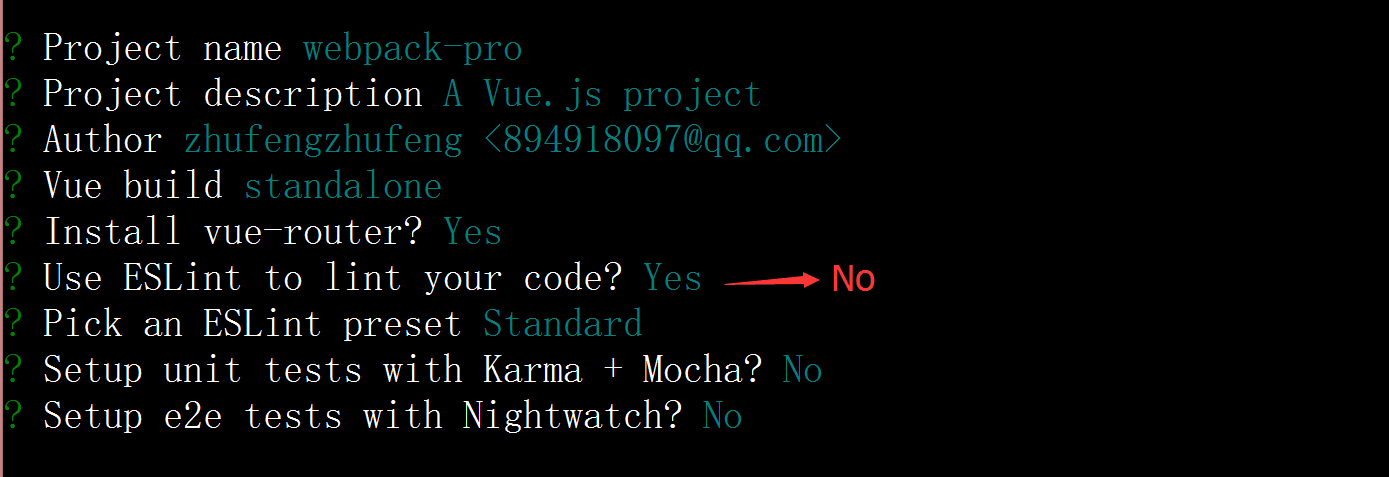 ? Project name webpack-pro
? Project description A Vue.js project
? Author zhufengzhufeng <894918097@qq.com>
? Vue build standalone
? Install vue-router? Yes
? Use ESLint to lint your code? Yes No
? Pick an ESLint preset Standard
? Setup unit tests with Karma + Mocha? No
? Setup e2e tests with Nightwatch? No